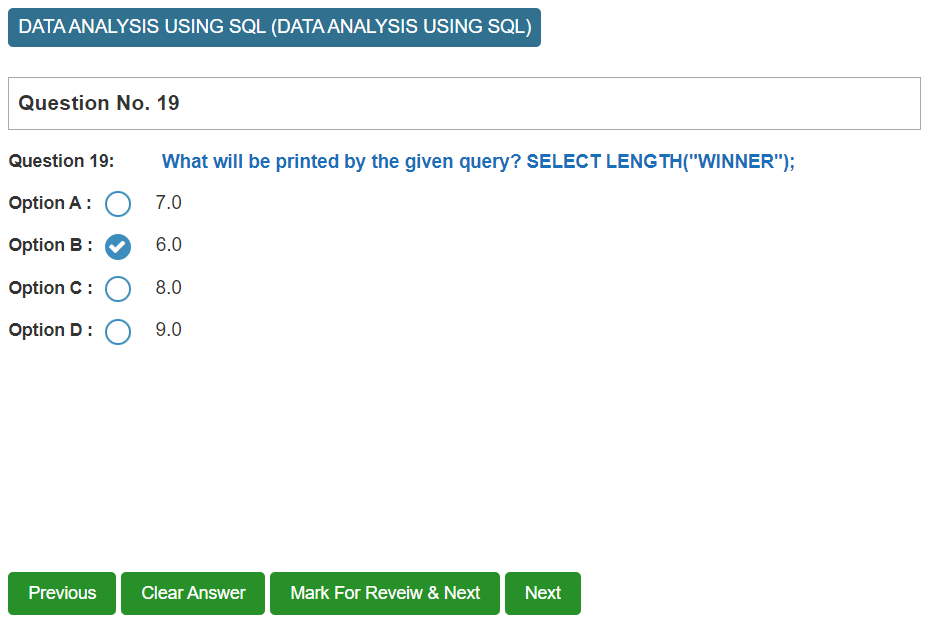 DATA ANALYSIS USING SQL (DATA ANALYSIS USING SQL)
Question No. 19
Question 19: What will be printed by the given query? SELECT LENGTH("WINNER");
Option A : 7.0
Option B : 6.0
Option C : 8.0
Option D : 9.0
Previous Clear Answer Mark For Reveiw & Next Next